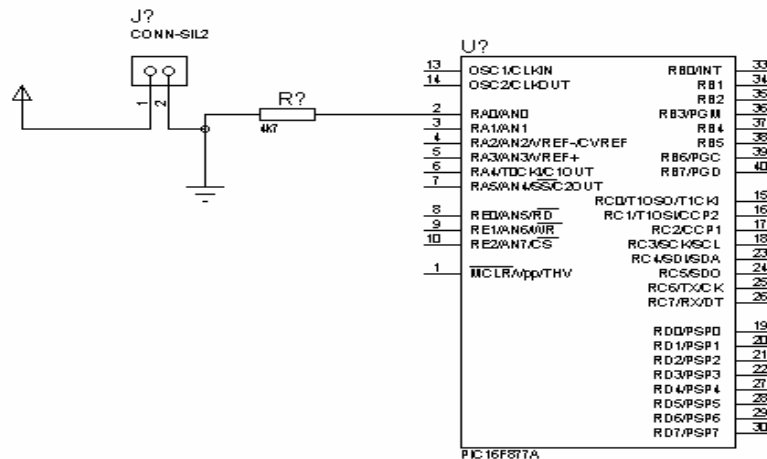 J?
CONN-SIL2
1
2
R?
4k7
U?
13 OSC1/CLKIN
14 OSC2/CLKOUT
2 RA0/AN0
3 RA1/AN1
4 RA2/AN2/VREF-/CVREF
5 RA3/AN3/VREF+
6 RA4/T0CKI/C1OUT
7 RA5/AN4/SS/C2OUT
8 RE0/AN5/RD
9 RE1/AN6/WR
10 RE2/AN7/CS
1 MCLR/Vpp/THV
RB0/INT 33
RB1 34
RB2 35
RB3/PGM 36
RB4 37
RB5 38
RB6/PGC 39
RB7/PGD 40
RC0/T1OSO/T1CKI 15
RC1/T1OSI/CCP2 16
RC2/CCP1 17
RC3/SCK/SCL 18
RC4/SDI/SDA 23
RC5/SDO 24
RC6/TX/CK 25
RC7/RX/DT 26
RD0/PSP0 19
RD1/PSP1 20
RD2/PSP2 21
RD3/PSP3 22
RD4/PSP4 27
RD5/PSP5 28
RD6/PSP6 29
RD7/PSP7 30
PIC16F877A